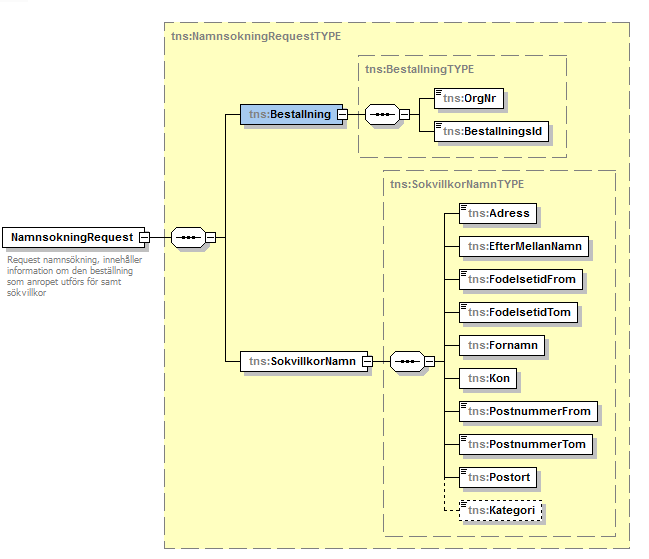 tns:NamnsokningRequestTYPE
tns:BestallningTYPE
tns:Bestallning
tns:OrgNr
tns:BestallningsId
tns:SokvillkorNamnTYPE
NamnsokningRequest
Request namnsökning, innehåller
information om den beställning
som anropet utförs för samt
sökvillkor
tns:SokvillkorNamn
tns:Adress
tns:EfterMellanNamn
tns:FodelsetidFrom
tns:FodelsetidTom
tns:Fornamn
tns:Kon
tns:PostnummerFrom
tns:PostnummerTom
tns:Postort
tns:Kategori